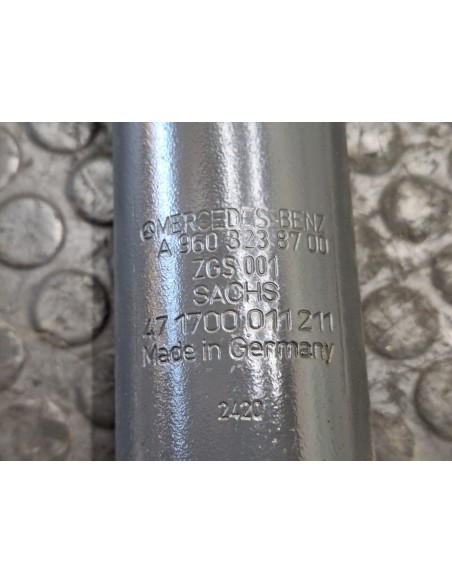 MERCEDES-BENZ
A 960 323 87 00
ZGS 001
SACHS
47 1700 011 211
Made in Germany
2420